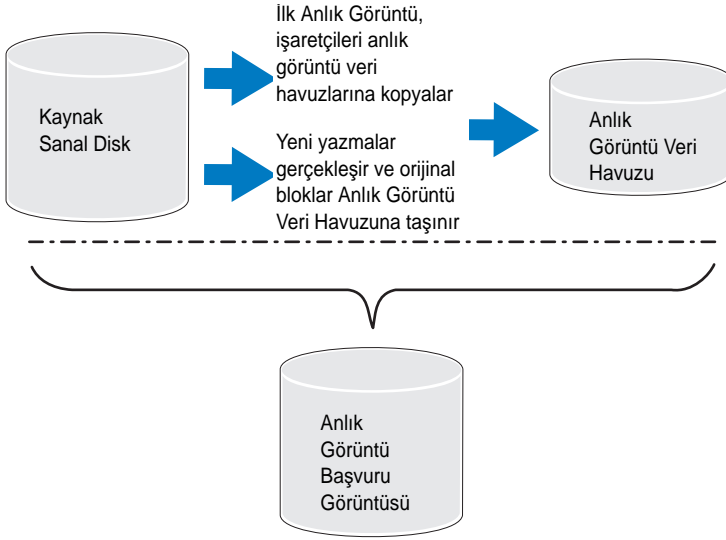 İlk Anlık Görüntü,
işaretçileri anlık
görüntü veri
havuzlarına kopyalar
Kaynak
Sanal Disk
Yeni yazmalar
gerçekleşir ve orijinal
bloklar Anlık Görüntü
Veri Havuzuna taşınır
Anlık
Görüntü Veri
Havuzu
Anlık
Görüntü
Başvuru
Görüntüsü